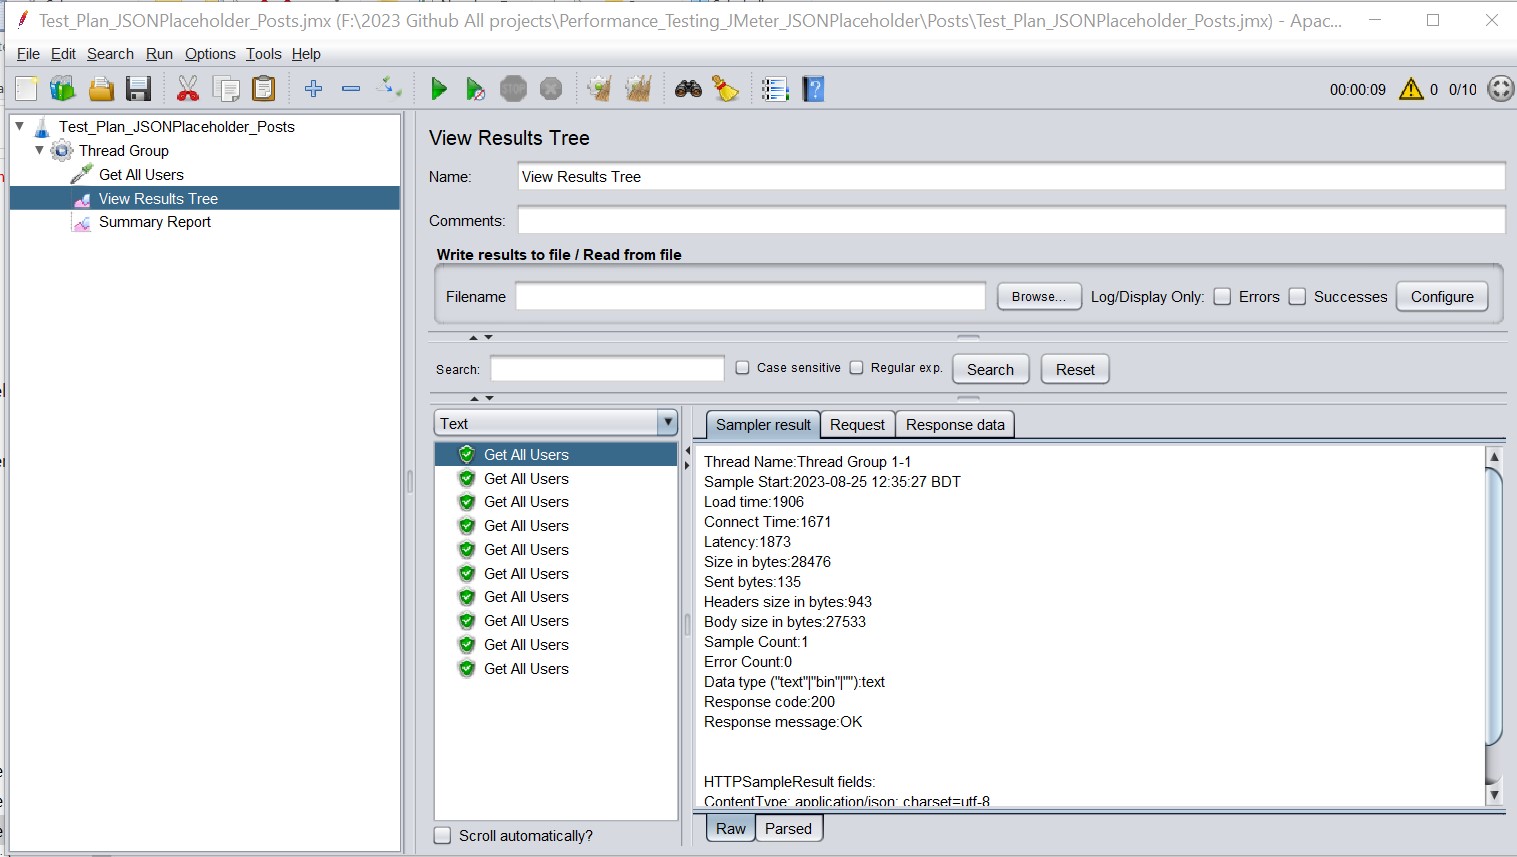 Test_Plan_JSONPlaceholder_Posts.jmx (F:\2023 Github All projects\Performance_Testing_JMeter_JSONPlaceholder\Posts\Test_Plan_JSONPlaceholder_Posts.jmx) - Apac...
File Edit Search Run Options Tools Help
STOP 00:00:09 0 0/10
Test_Plan_JSONPlaceholder_Posts
Thread Group
Get All Users
View Results Tree
Summary Report
View Results Tree
Name: View Results Tree
Comments:
Write results to file / Read from file
Filename Browse... Log/Display Only: Errors Successes Configure
Search: Case sensitive Regular exp. Search Reset
Text
Get All Users
Get All Users
Get All Users
Get All Users
Get All Users
Get All Users
Get All Users
Get All Users
Get All Users
Get All Users
Scroll automatically?
Sampler result Request Response data
Thread Name:Thread Group 1-1
Sample Start:2023-08-25 12:35:27 BDT
Load time:1906
Connect Time:1671
Latency:1873
Size in bytes:28476
Sent bytes:135
Headers size in bytes:943
Body size in bytes:27533
Sample Count:1
Error Count:0
Data type ("text"|"bin"|""):text
Response code:200
Response message:OK
HTTPSampleResult fields:
ContentType: application/json; charset=utf-8
Raw Parsed